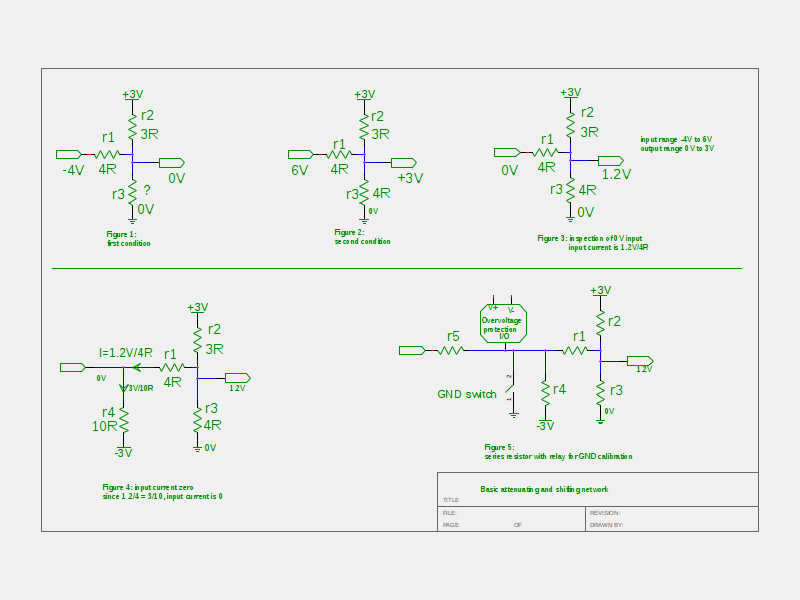 +3V
r2
3R
r1
4R
-4V
0V
r3
?
0V
Figure 1:
first condition
+3V
r2
3R
r1
4R
6V
+3V
r3
4R
0V
Figure 2:
second condition
+3V
r2
3R
r1
4R
0V
1.2V
r3
4R
0V
Figure 3: inspection of 0V input
input current is 1.2V/4R
input range -4V to 6V
output range 0V to 3V
+3V
r2
3R
I=1.2V/4R
r1
4R
0V
3V/10R
1.2V
r4
10R
r3
4R
-3V
0V
Figure 4: input current zero
since 1.2/4 = 3/10, input current is 0
V+
V-
Overvoltage
protection
I/O
+3V
r2
r5
r1
1.2V
2
1
GND switch
r4
r3
0V
-3V
Figure 5:
series resistor with relay for GND calibration
Basic attenuating and shifting network
TITLE
FILE:
REVISION:
PAGE
OF
DRAWN BY: